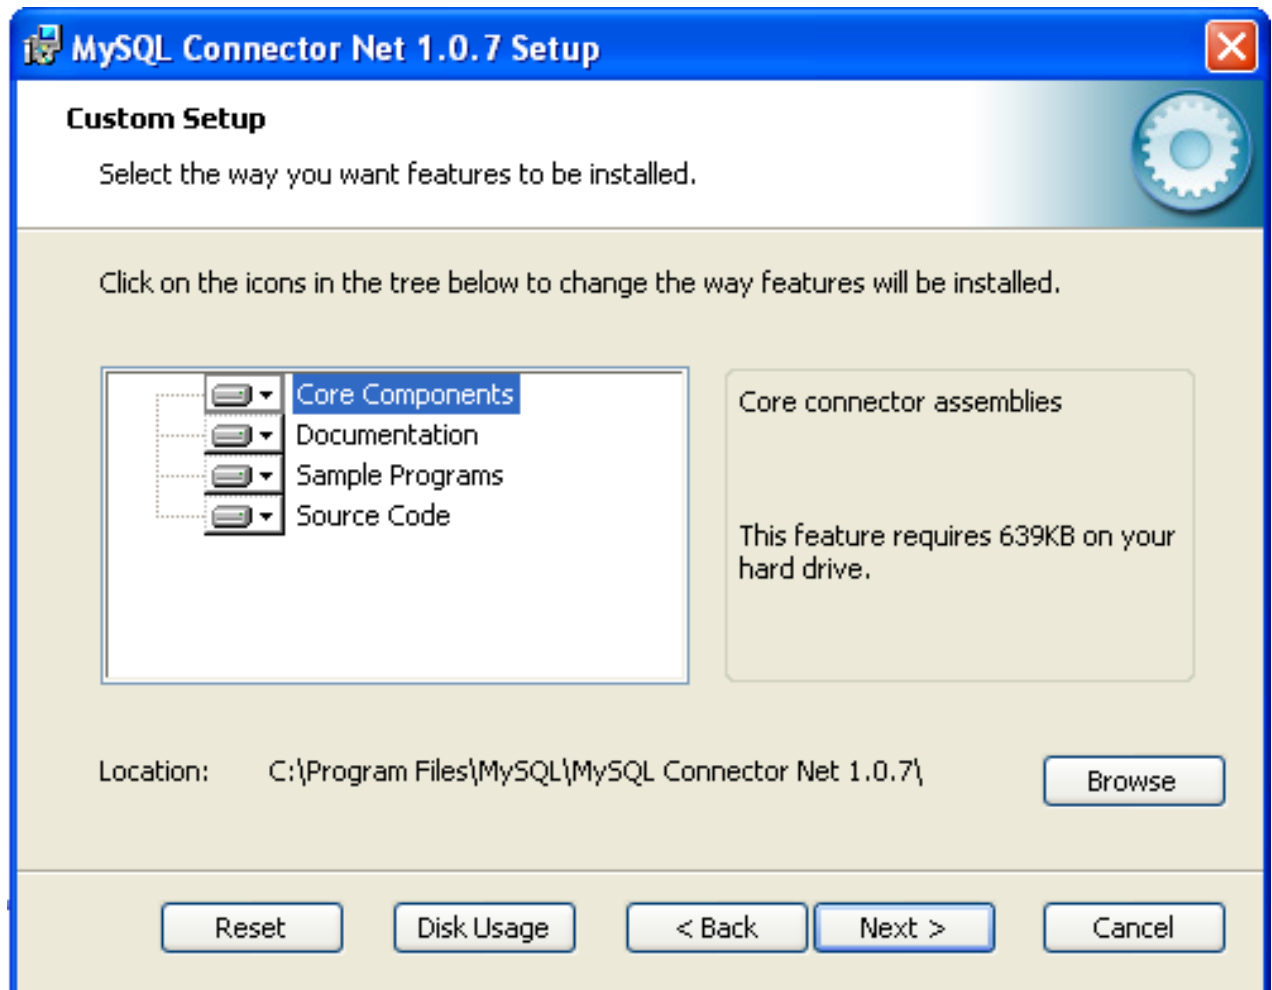 MySQL Connector Net 1.0.7 Setup
Custom Setup
Select the way you want features to be installed.
Click on the icons in the tree below to change the way features will be installed.
Core Components
Documentation
Sample Programs
Source Code
Core connector assemblies
This feature requires 639KB on your
hard drive.
Location: C:\Program Files\MySQL\MySQL Connector Net 1.0.7\
Browse
Reset Disk Usage < Back Next > Cancel